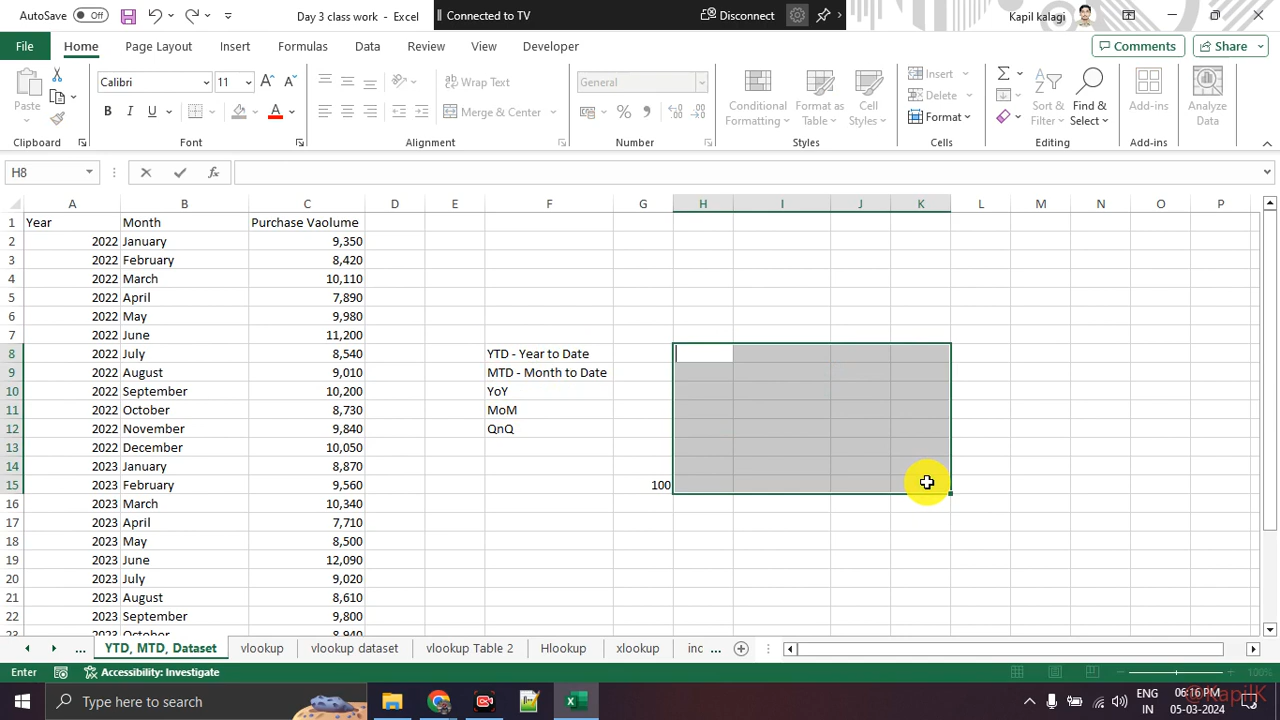 AutoSave Off Day 3 class work - Excel Connected to TV Disconnect Kapil kalagi
File Home Page Layout Insert Formulas Data Review View Developer Comments Share
Paste Calibri 11 Wrap Text General Conditional Formatting Format as Table Cell Styles Insert Sort & Filter Find & Select Add-ins Analyze Data
Delete
Merge & Center Format
Clipboard Font Alignment Number Styles Cells Editing Add-ins
H8 fx
A B C D E F G H I J K L M N O P
1 Year Month Purchase Vaolume
2 2022 January 9,350
3 2022 February 8,420
4 2022 March 10,110
5 2022 April 7,890
6 2022 May 9,980
7 2022 June 11,200
8 2022 July 8,540 YTD - Year to Date
9 2022 August 9,010 MTD - Month to Date
10 2022 September 10,200 YoY
11 2022 October 8,730 MoM
12 2022 November 9,840 QnQ
13 2022 December 10,050
14 2023 January 8,870
15 2023 February 9,560 100
16 2023 March 10,340
17 2023 April 7,710
18 2023 May 8,500
19 2023 June 12,090
20 2023 July 9,020
21 2023 August 8,610
22 2023 September 9,800
23 2023 October 8,940
... YTD, MTD, Dataset vlookup vlookup dataset vlookup Table 2 Hlookup xlookup inc ...
Enter Accessibility: Investigate 100%
Type here to search ENG IN 06:16 PM 05-03-2024
@KapilK